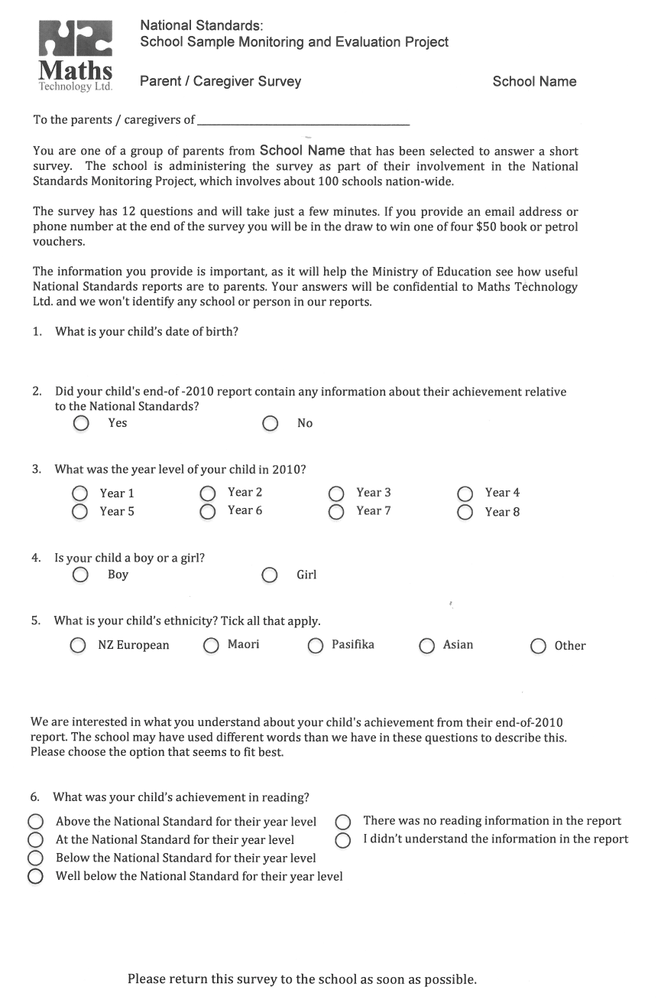 National Standards:
School Sample Monitoring and Evaluation Project
Maths
Technology Ltd.
Parent / Caregiver Survey School Name
To the parents / caregivers of
You are one of a group of parents from School Name that has been selected to answer a short
survey. The school is administering the survey as part of their involvement in the National
Standards Monitoring Project, which involves about 100 schools nation-wide.
The survey has 12 questions and will take just a few minutes. If you provide an email address or
phone number at the end of the survey you will be in the draw to win one of four $50 book or petrol
vouchers.
The information you provide is important, as it will help the Ministry of Education see how useful
National Standards reports are to parents. Your answers will be confidential to Maths Technology
Ltd. and we won't identify any school or person in our reports.
1. What is your child's date of birth?
2. Did your child's end-of -2010 report contain any information about their achievement relative
to the National Standards?
Yes No
3. What was the year level of your child in 2010?
Year 1 Year 2 Year 3 Year 4
Year 5 Year 6 Year 7 Year 8
4. Is your child a boy or a girl?
Boy Girl
5. What is your child's ethnicity? Tick all that apply.
NZ European Maori Pasifika Asian Other
We are interested in what you understand about your child's achievement from their end-of-2010
report. The school may have used different words than we have in these questions to describe this.
Please choose the option that seems to fit best.
6. What was your child's achievement in reading?
Above the National Standard for their year level There was no reading information in the report
At the National Standard for their year level I didn't understand the information in the report
Below the National Standard for their year level
Well below the National Standard for their year level
Please return this survey to the school as soon as possible.